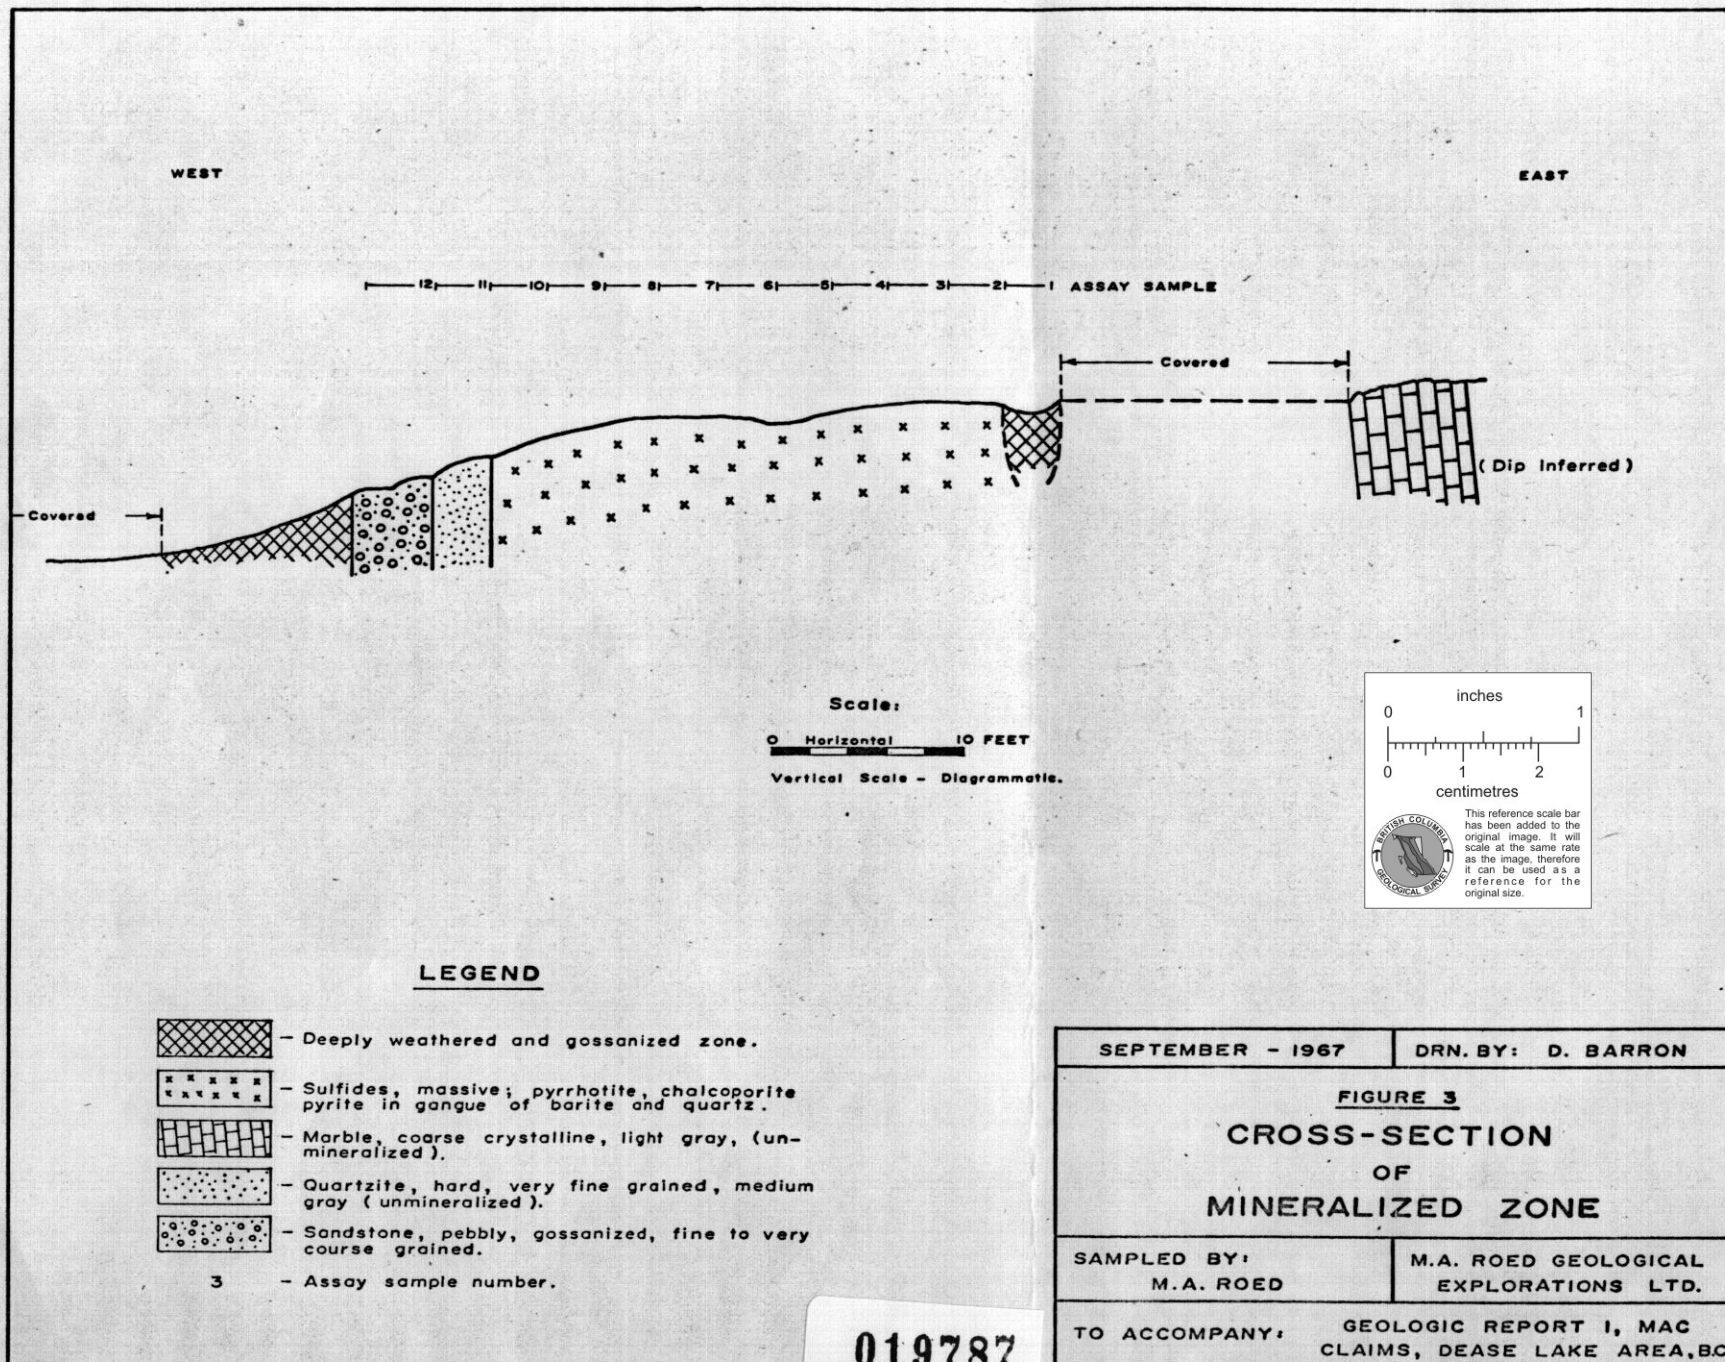 WEST
EAST
12 11 10 9 8 7 6 5 4 3 2 1 ASSAY SAMPLE
Covered
Covered
(Dip Inferred)
Scale:
0 Horizontal 10 FEET
Vertical Scale - Diagrammatic.
inches
0 1
0 1 2
centimetres
BRITISH COLUMBIA
GEOLOGICAL SURVEY
This reference scale bar
has been added to the
original image. It will
scale at the same rate
as the image, therefore
it can be used as a
reference for the
original size.
LEGEND
- Deeply weathered and gossanized zone.
- Sulfides, massive; pyrrhotite, chalcoporite
pyrite in gangue of barite and quartz.
- Marble, coarse crystalline, light gray, (un-
mineralized).
- Quartzite, hard, very fine grained, medium
gray (unmineralized).
- Sandstone, pebbly, gossanized, fine to very
course grained.
3 - Assay sample number.
019787
SEPTEMBER - 1967
DRN. BY: D. BARRON
FIGURE 3
CROSS-SECTION
OF
MINERALIZED ZONE
SAMPLED BY:
M.A. ROED
M.A. ROED GEOLOGICAL
EXPLORATIONS LTD.
TO ACCOMPANY: GEOLOGIC REPORT 1, MAC
CLAIMS, DEASE LAKE AREA, B.C